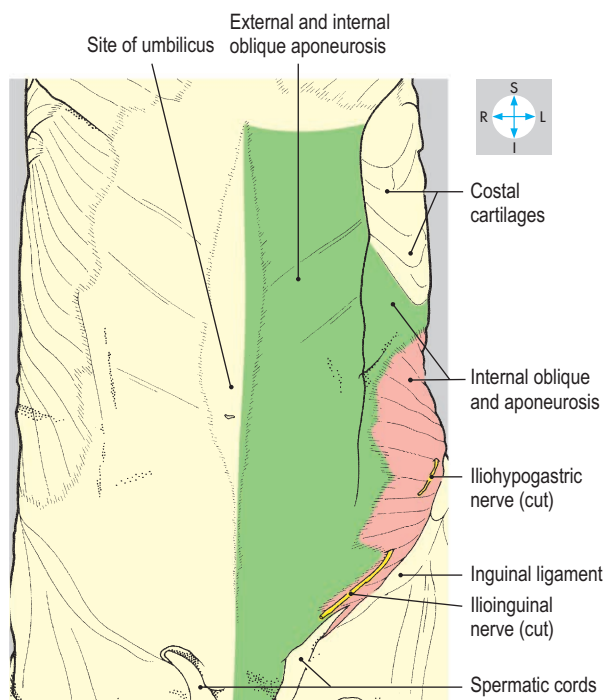 External and internal
oblique aponeurosis
Site of umbilicus
S
R L
I
Costal
cartilages
Internal oblique
and aponeurosis
Iliohypogastric
nerve (cut)
Inguinal ligament
Ilioinguinal
nerve (cut)
Spermatic cords